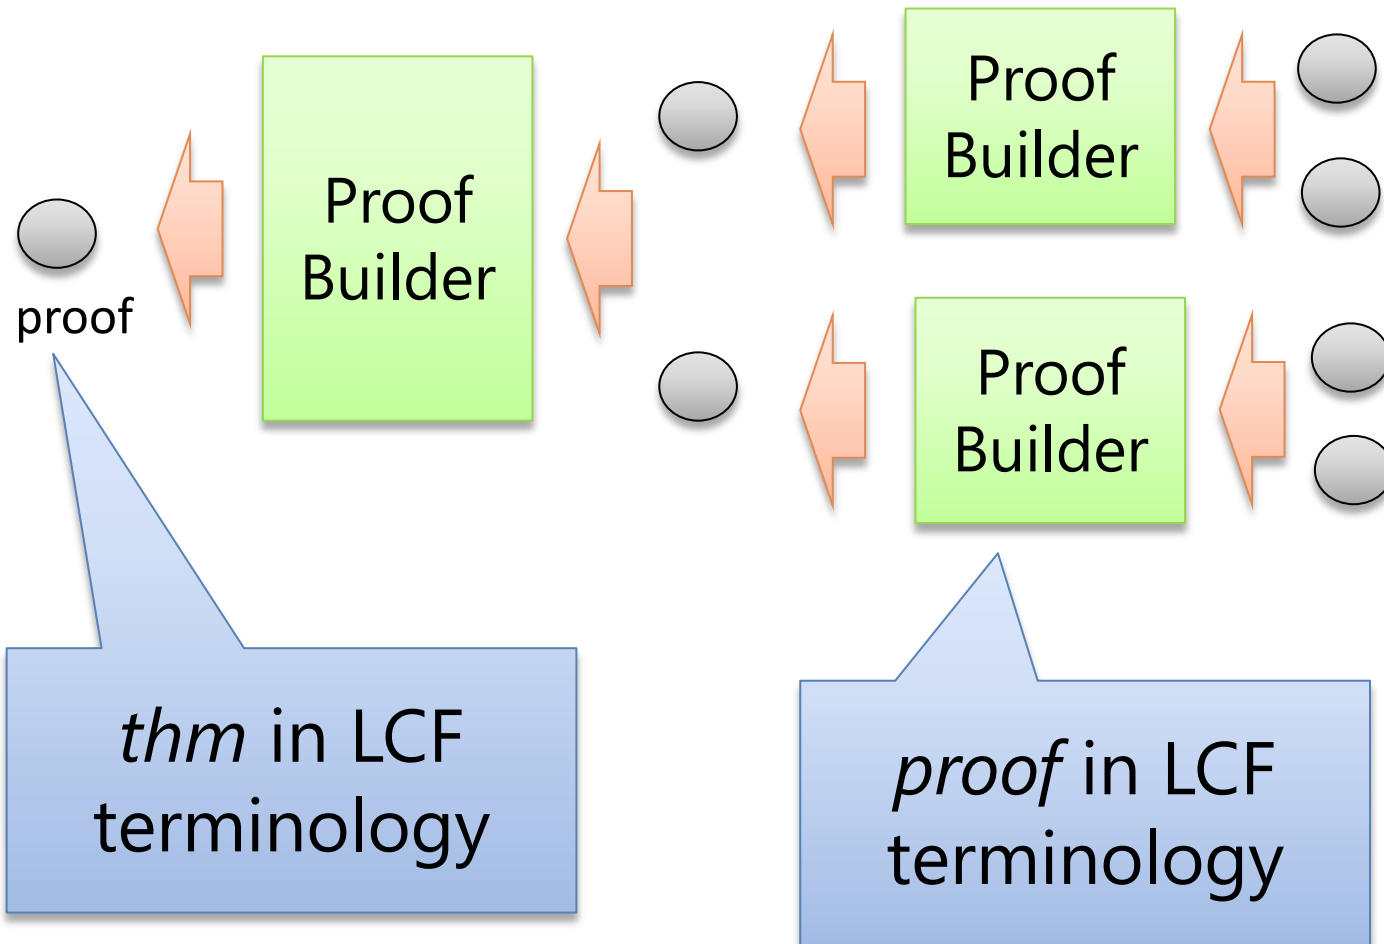 Proof
Builder
Proof
Builder
proof
Proof
Builder
thm in LCF
terminology
proof in LCF
terminology